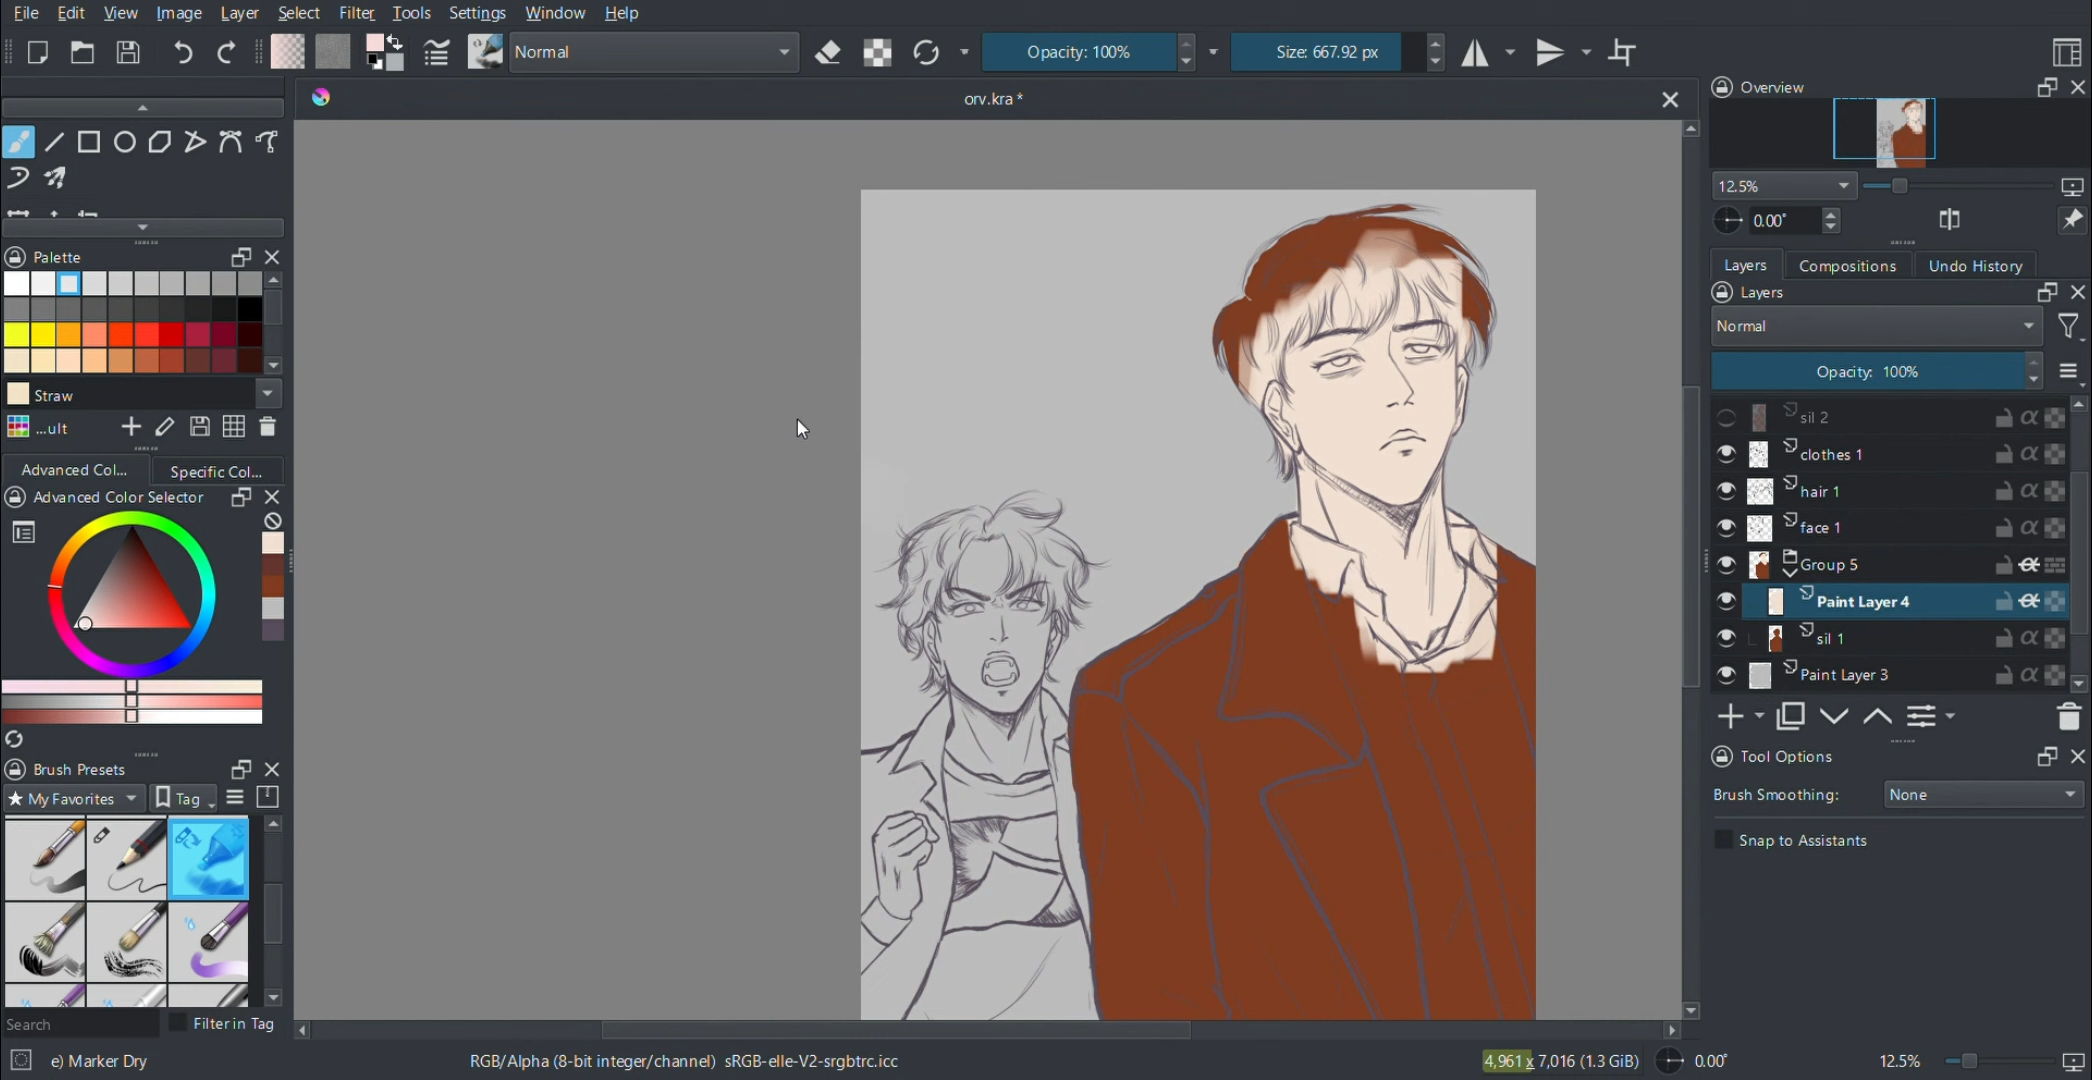 File Edit View Image Layer Select Filter Tools Settings Window Help
Normal Opacity: 100% Size: 667.92 px
orv.kra *
Overview
12.5%
0.00°
Palette
Straw
...ult
Advanced Col... Specific Col...
Advanced Color Selector
Brush Presets
My Favorites Tag
Search Filter in Tag
e) Marker Dry
Layers Compositions Undo History
Layers
Normal
Opacity: 100%
sil 2
clothes 1
hair 1
face 1
Group 5
Paint Layer 4
sil 1
Paint Layer 3
Tool Options
Brush Smoothing: None
Snap to Assistants
RGB/Alpha (8-bit integer/channel) sRGB-elle-V2-srgbtrc.icc 4,961 x 7,016 (1.3 GiB) 0.00° 12.5%